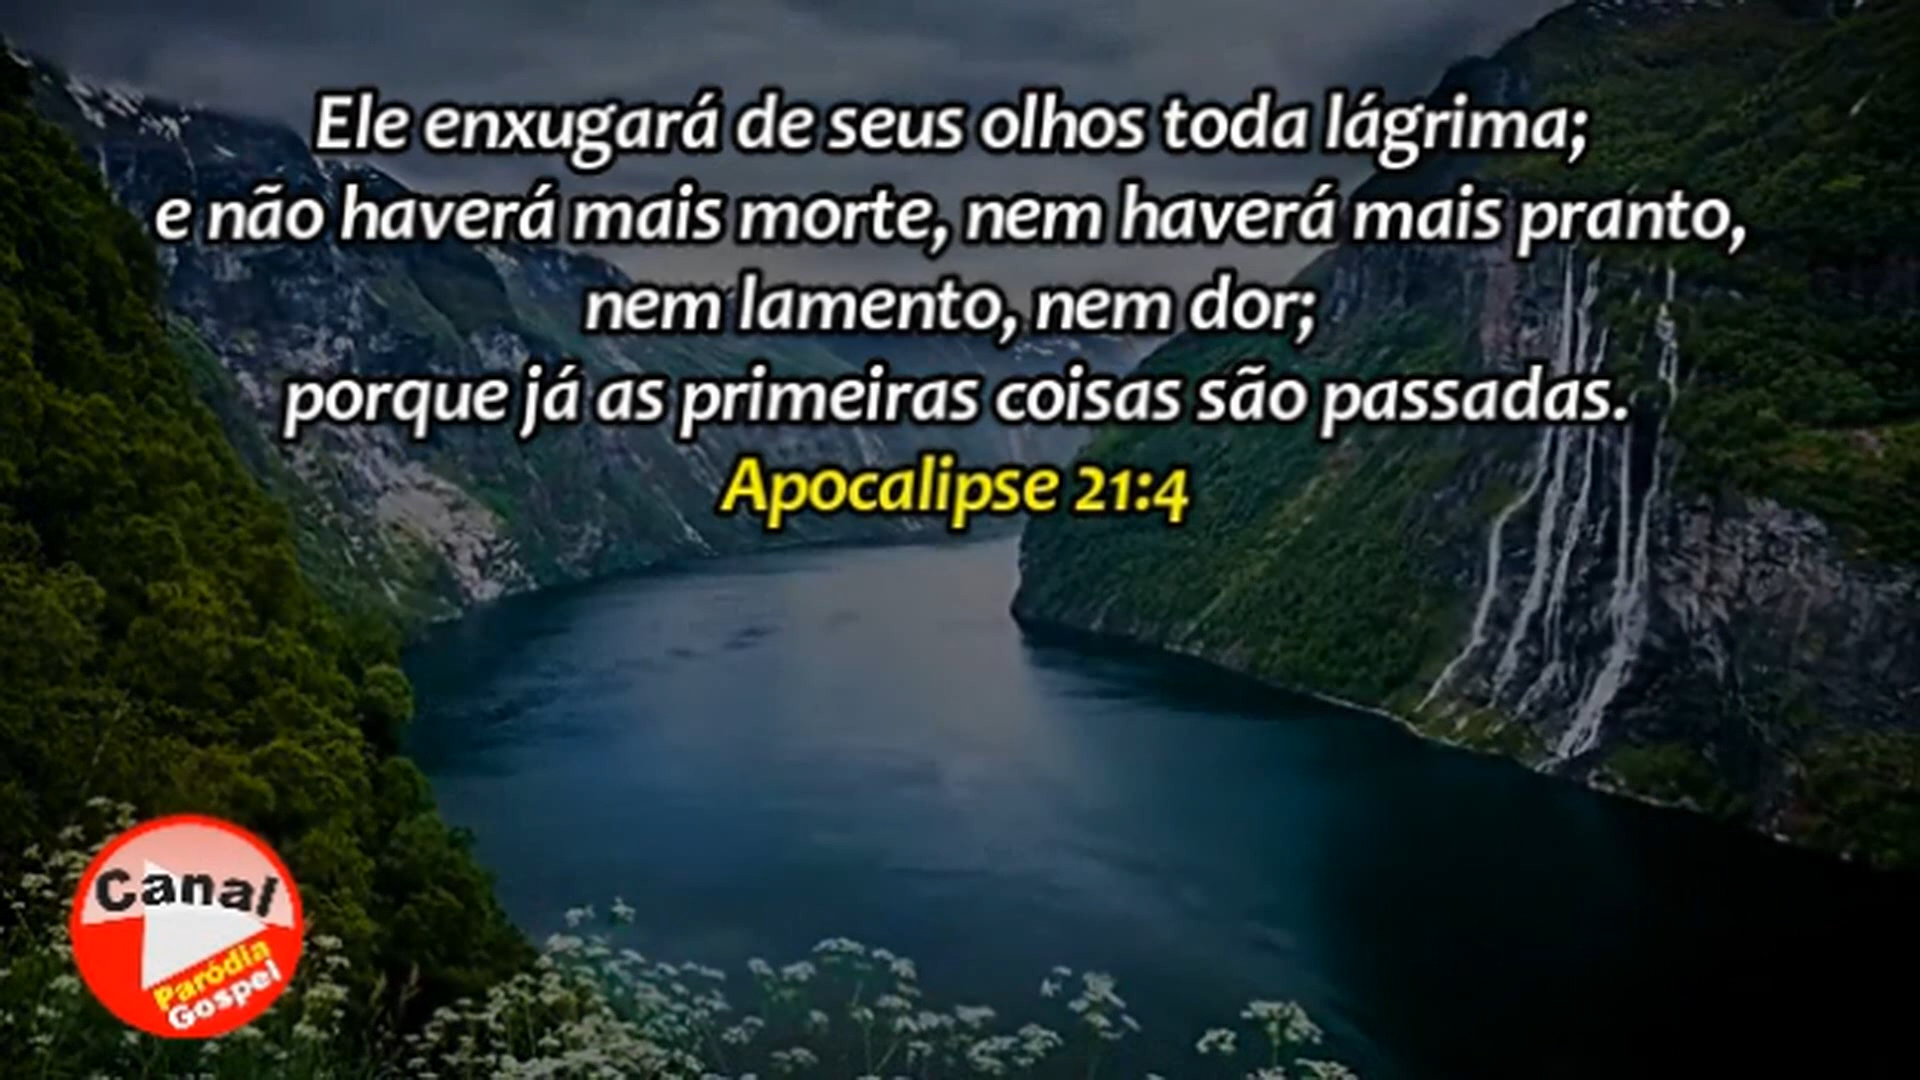 Ele enxugará de seus olhos toda lágrima;
e não haverá mais morte, nem haverá mais pranto,
nem lamento, nem dor;
porque já as primeiras coisas são passadas.
Apocalipse 21:4
Canal
Paródia
Gospel